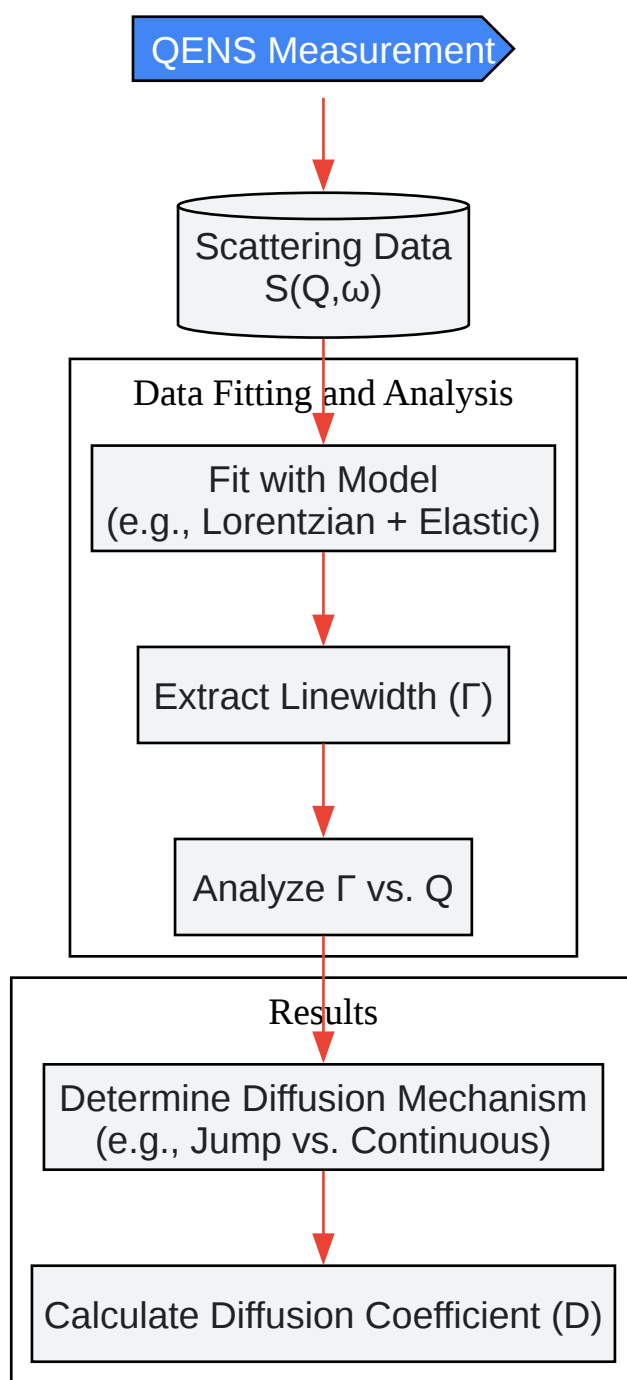 QENS Measurement
Scattering Data
S(Q,ω)
Data Fitting and Analysis
Fit with Model
(e.g., Lorentzian + Elastic)
Extract Linewidth (Γ)
Analyze Γ vs. Q
Results
Determine Diffusion Mechanism
(e.g., Jump vs. Continuous)
Calculate Diffusion Coefficient (D)